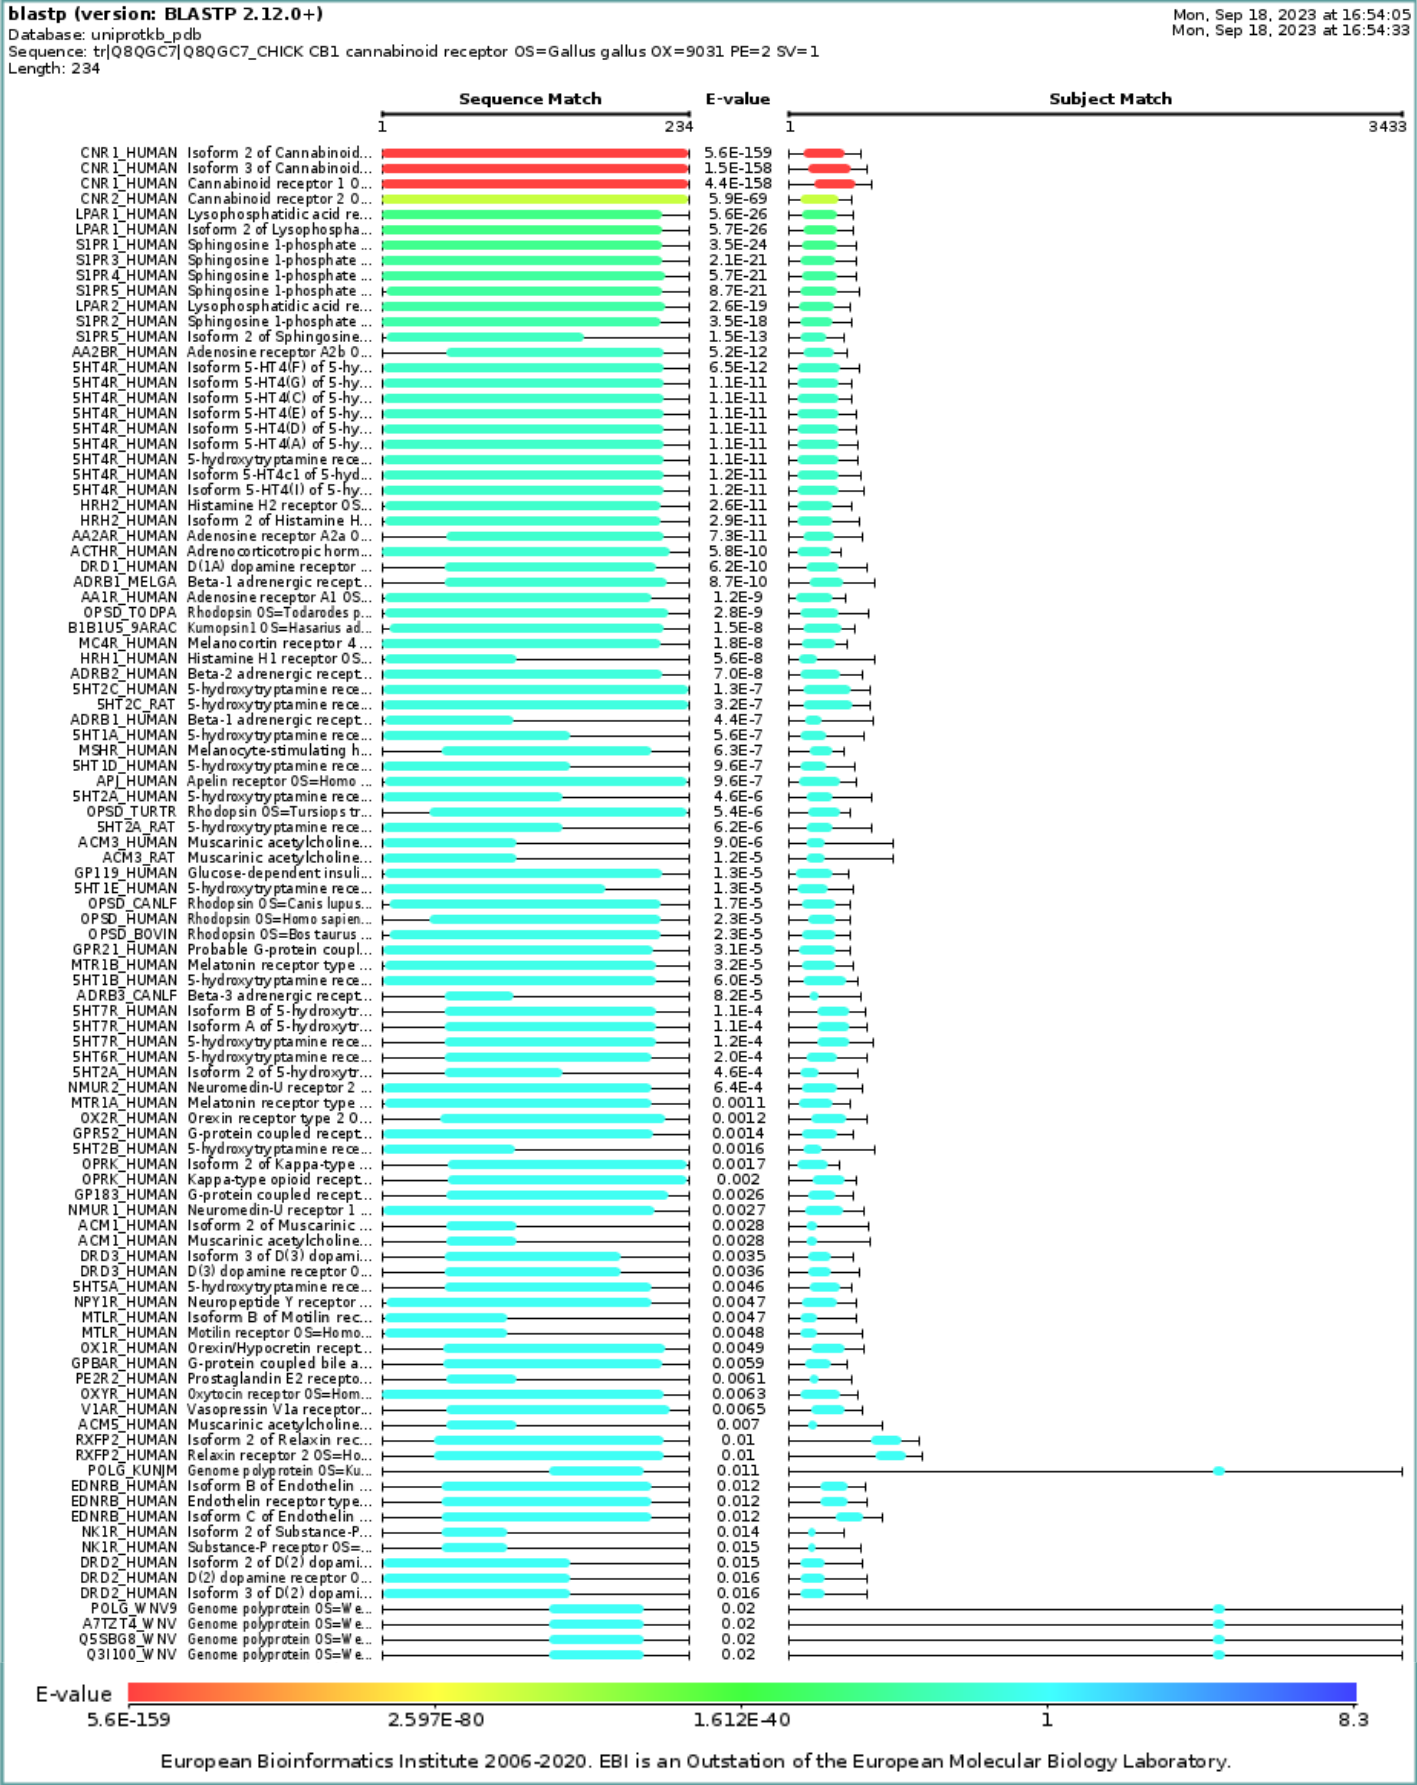 blastp (version: BLASTP 2.12.0+)
Mon, Sep 18, 2023 at 16:54:05
Database: uniprotkb_pdb
Mon, Sep 18, 2023 at 16:54:33
Sequence: tr|Q8QGC7|Q8QGC7_CHICK CB1 cannabinoid receptor OS=Gallus gallus OX=9031 PE=2 SV=1
Length: 234
Sequence Match E-value Subject Match
1 234 1 3433
CNR1_HUMAN Isoform 2 of Cannabinoid... 5.6E-159
CNR1_HUMAN Isoform 3 of Cannabinoid... 1.5E-158
CNR1_HUMAN Cannabinoid receptor 1 O... 4.4E-158
CNR2_HUMAN Cannabinoid receptor 2 O... 5.9E-69
LPAR1_HUMAN Lysophosphatidic acid re... 5.6E-26
LPAR1_HUMAN Isoform 2 of Lysophospha... 5.7E-26
S1PR1_HUMAN Sphingosine 1-phosphate ... 3.5E-24
S1PR3_HUMAN Sphingosine 1-phosphate ... 2.1E-21
S1PR4_HUMAN Sphingosine 1-phosphate ... 5.7E-21
S1PR5_HUMAN Sphingosine 1-phosphate ... 8.7E-21
LPAR2_HUMAN Lysophosphatidic acid re... 2.6E-19
S1PR2_HUMAN Sphingosine 1-phosphate ... 3.5E-18
S1PR5_HUMAN Isoform 2 of Sphingosine... 1.5E-13
AA2BR_HUMAN Adenosine receptor A2b O... 5.2E-12
5HT4R_HUMAN Isoform 5-HT4(F) of 5-hy... 6.5E-12
5HT4R_HUMAN Isoform 5-HT4(G) of 5-hy... 1.1E-11
5HT4R_HUMAN Isoform 5-HT4(C) of 5-hy... 1.1E-11
5HT4R_HUMAN Isoform 5-HT4(E) of 5-hy... 1.1E-11
5HT4R_HUMAN Isoform 5-HT4(D) of 5-hy... 1.1E-11
5HT4R_HUMAN Isoform 5-HT4(A) of 5-hy... 1.1E-11
5HT4R_HUMAN 5-hydroxytryptamine rece... 1.1E-11
5HT4R_HUMAN Isoform 5-HT4c1 of 5-hyd... 1.2E-11
5HT4R_HUMAN Isoform 5-HT4(I) of 5-hy... 1.2E-11
HRH2_HUMAN Histamine H2 receptor OS... 2.6E-11
HRH2_HUMAN Isoform 2 of Histamine H... 2.9E-11
AA2AR_HUMAN Adenosine receptor A2a O... 7.3E-11
ACTHR_HUMAN Adrenocorticotropic horm... 5.8E-10
DRD1_HUMAN D(1A) dopamine receptor ... 6.2E-10
ADRB1_MELGA Beta-1 adrenergic recept... 8.7E-10
AA1R_HUMAN Adenosine receptor A1 OS... 1.2E-9
OPSD_TODPA Rhodopsin OS=Todarodes p... 2.8E-9
B1B1U5_9ARAC Kumopsin1 OS=Hasarius ad... 1.5E-8
MC4R_HUMAN Melanocortin receptor 4 ... 1.8E-8
HRH1_HUMAN Histamine H1 receptor OS... 5.6E-8
ADRB2_HUMAN Beta-2 adrenergic recept... 7.0E-8
5HT2C_HUMAN 5-hydroxytryptamine rece... 1.3E-7
5HT2C_RAT 5-hydroxytryptamine rece... 3.2E-7
ADRB1_HUMAN Beta-1 adrenergic recept... 4.4E-7
5HT1A_HUMAN 5-hydroxytryptamine rece... 5.6E-7
MSHR_HUMAN Melanocyte-stimulating h... 6.3E-7
5HT1D_HUMAN 5-hydroxytryptamine rece... 9.6E-7
APJ_HUMAN Apelin receptor OS=Homo ... 9.6E-7
5HT2A_HUMAN 5-hydroxytryptamine rece... 4.6E-6
OPSD_TURTR Rhodopsin OS=Tursiops tr... 5.4E-6
5HT2A_RAT 5-hydroxytryptamine rece... 6.2E-6
ACM3_HUMAN Muscarinic acetylcholine... 9.0E-6
ACM3_RAT Muscarinic acetylcholine... 1.2E-5
GP119_HUMAN Glucose-dependent insuli... 1.3E-5
5HT1E_HUMAN 5-hydroxytryptamine rece... 1.3E-5
OPSD_CANLF Rhodopsin OS=Canis lupus... 1.7E-5
OPSD_HUMAN Rhodopsin OS=Homo sapien... 2.3E-5
OPSD_BOVIN Rhodopsin OS=Bos taurus ... 2.3E-5
GPR21_HUMAN Probable G-protein coupl... 3.1E-5
MTR1B_HUMAN Melatonin receptor type ... 3.2E-5
5HT1B_HUMAN 5-hydroxytryptamine rece... 6.0E-5
ADRB3_CANLF Beta-3 adrenergic recept... 8.2E-5
5HT7R_HUMAN Isoform B of 5-hydroxytr... 1.1E-4
5HT7R_HUMAN Isoform A of 5-hydroxytr... 1.1E-4
5HT7R_HUMAN 5-hydroxytryptamine rece... 1.2E-4
5HT6R_HUMAN 5-hydroxytryptamine rece... 2.0E-4
5HT2A_HUMAN Isoform 2 of 5-hydroxytr... 4.6E-4
NMUR2_HUMAN Neuromedin-U receptor 2 ... 6.4E-4
MTR1A_HUMAN Melatonin receptor type ... 0.0011
OX2R_HUMAN Orexin receptor type 2 O... 0.0012
GPR52_HUMAN G-protein coupled recept... 0.0014
5HT2B_HUMAN 5-hydroxytryptamine rece... 0.0016
OPRK_HUMAN Isoform 2 of Kappa-type ... 0.0017
OPRK_HUMAN Kappa-type opioid recept... 0.002
GP183_HUMAN G-protein coupled recept... 0.0026
NMUR1_HUMAN Neuromedin-U receptor 1 ... 0.0027
ACM1_HUMAN Isoform 2 of Muscarinic ... 0.0028
ACM1_HUMAN Muscarinic acetylcholine... 0.0028
DRD3_HUMAN Isoform 3 of D(3) dopami... 0.0035
DRD3_HUMAN D(3) dopamine receptor O... 0.0036
5HT5A_HUMAN 5-hydroxytryptamine rece... 0.0046
NPY1R_HUMAN Neuropeptide Y receptor ... 0.0047
MTLR_HUMAN Isoform B of Motilin rec... 0.0047
MTLR_HUMAN Motilin receptor OS=Homo... 0.0048
OX1R_HUMAN Orexin/Hypocretin recept... 0.0049
GPBAR_HUMAN G-protein coupled bile a... 0.0059
PE2R2_HUMAN Prostaglandin E2 recepto... 0.0061
OXYR_HUMAN Oxytocin receptor OS=Hom... 0.0063
V1AR_HUMAN Vasopressin V1a receptor... 0.0065
ACM5_HUMAN Muscarinic acetylcholine... 0.007
RXFP2_HUMAN Isoform 2 of Relaxin rec... 0.01
RXFP2_HUMAN Relaxin receptor 2 OS=Ho... 0.01
POLG_KUNJM Genome polyprotein OS=Ku... 0.011
EDNRB_HUMAN Isoform B of Endothelin ... 0.012
EDNRB_HUMAN Endothelin receptor type... 0.012
EDNRB_HUMAN Isoform C of Endothelin ... 0.012
NK1R_HUMAN Isoform 2 of Substance-P... 0.014
NK1R_HUMAN Substance-P receptor OS=... 0.015
DRD2_HUMAN Isoform 2 of D(2) dopami... 0.015
DRD2_HUMAN D(2) dopamine receptor O... 0.016
DRD2_HUMAN Isoform 3 of D(2) dopami... 0.016
POLG_WNV9 Genome polyprotein OS=We... 0.02
A7TZT4_WNV Genome polyprotein OS=We... 0.02
Q5SBG8_WNV Genome polyprotein OS=We... 0.02
Q3I100_WNV Genome polyprotein OS=We... 0.02
E-value
5.6E-159 2.597E-80 1.612E-40 1 8.3
European Bioinformatics Institute 2006-2020. EBI is an Outstation of the European Molecular Biology Laboratory.